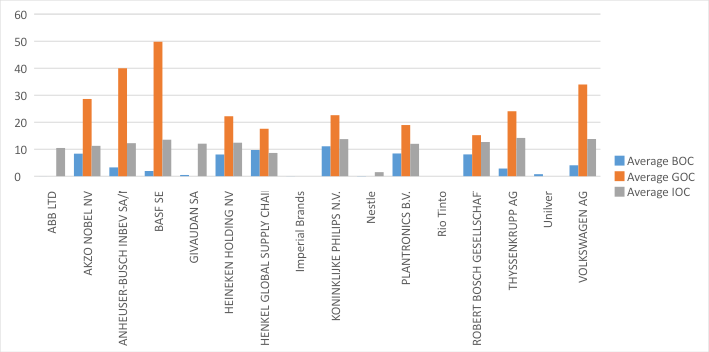 60
50
40
30
20
10
0
ABB LTD
AKZO NOBEL NV
ANHEUSER-BUSCH INBEV SA/
BASF SE
GIVAUDAN SA
HEINEKEN HOLDING NV
HENKEL GLOBAL SUPPLY CHAI
Imperial Brands
KONINKLIJKE PHILIPS N.V.
Nestle
PLANTRONICS B.V.
Rio Tinto
ROBERT BOSCH GESELLSCHAF
THYSSENKRUPP AG
Unilver
VOLKSWAGEN AG
Average BOC
Average GOC
Average IOC